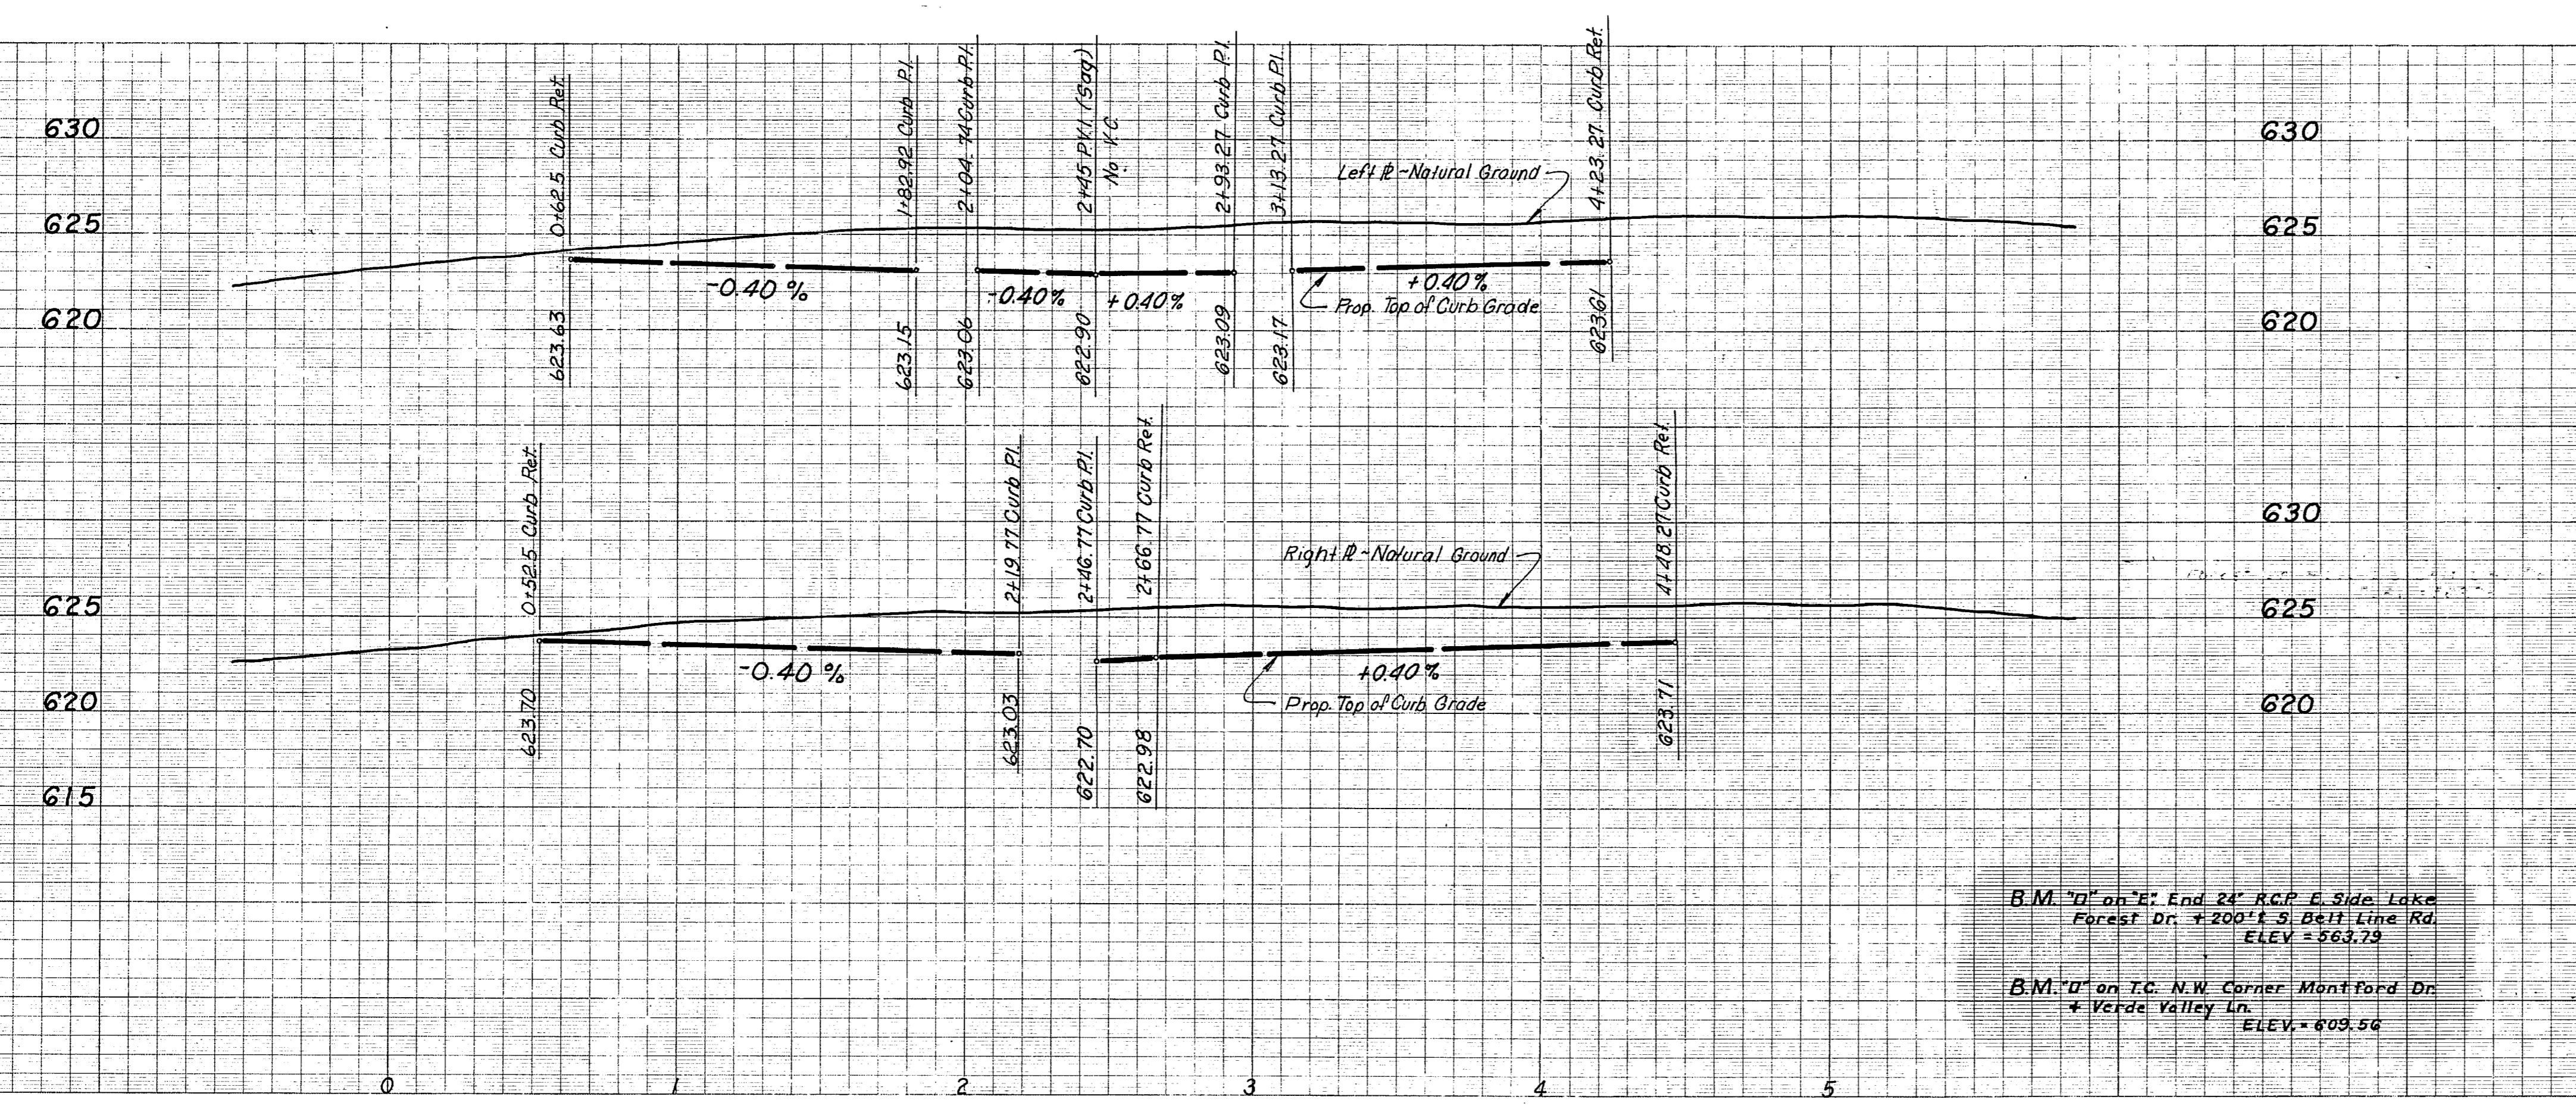 0+62.5 Curb Ret.
1+82.92 Curb P.I.
2+04.74 Curb P.I.
2+45 P.V.I. (Sag)
No V.C.
2+93.27 Curb P.I.
3+13.27 Curb P.I.
4+23.27 Curb Ret.
630
630
Left ℄ ~ Natural Ground
625
625
-0.40 %
-0.40%
+0.40%
+0.40%
Prop. Top of Curb Grade
620
620
623.63
623.15
623.06
622.90
623.09
623.17
623.61
0+52.5 Curb Ret.
2+19.77 Curb P.I.
2+46.77 Curb P.I.
2+66.77 Curb Ret.
4+48.27 Curb Ret.
630
Right ℄ ~ Natural Ground
625
625
-0.40 %
+0.40%
Prop. Top of Curb Grade
620
620
623.70
623.03
622.70
622.98
623.71
615
B.M. "□" on "E". End 24" R.C.P. E. Side Lake
Forest Dr. + 200'± S. Belt Line Rd.
ELEV = 563.79
B.M. "□" on T.C. N.W. Corner Montford Dr.
+ Verde Valley Ln.
ELEV. = 609.56
0 1 2 3 4 5